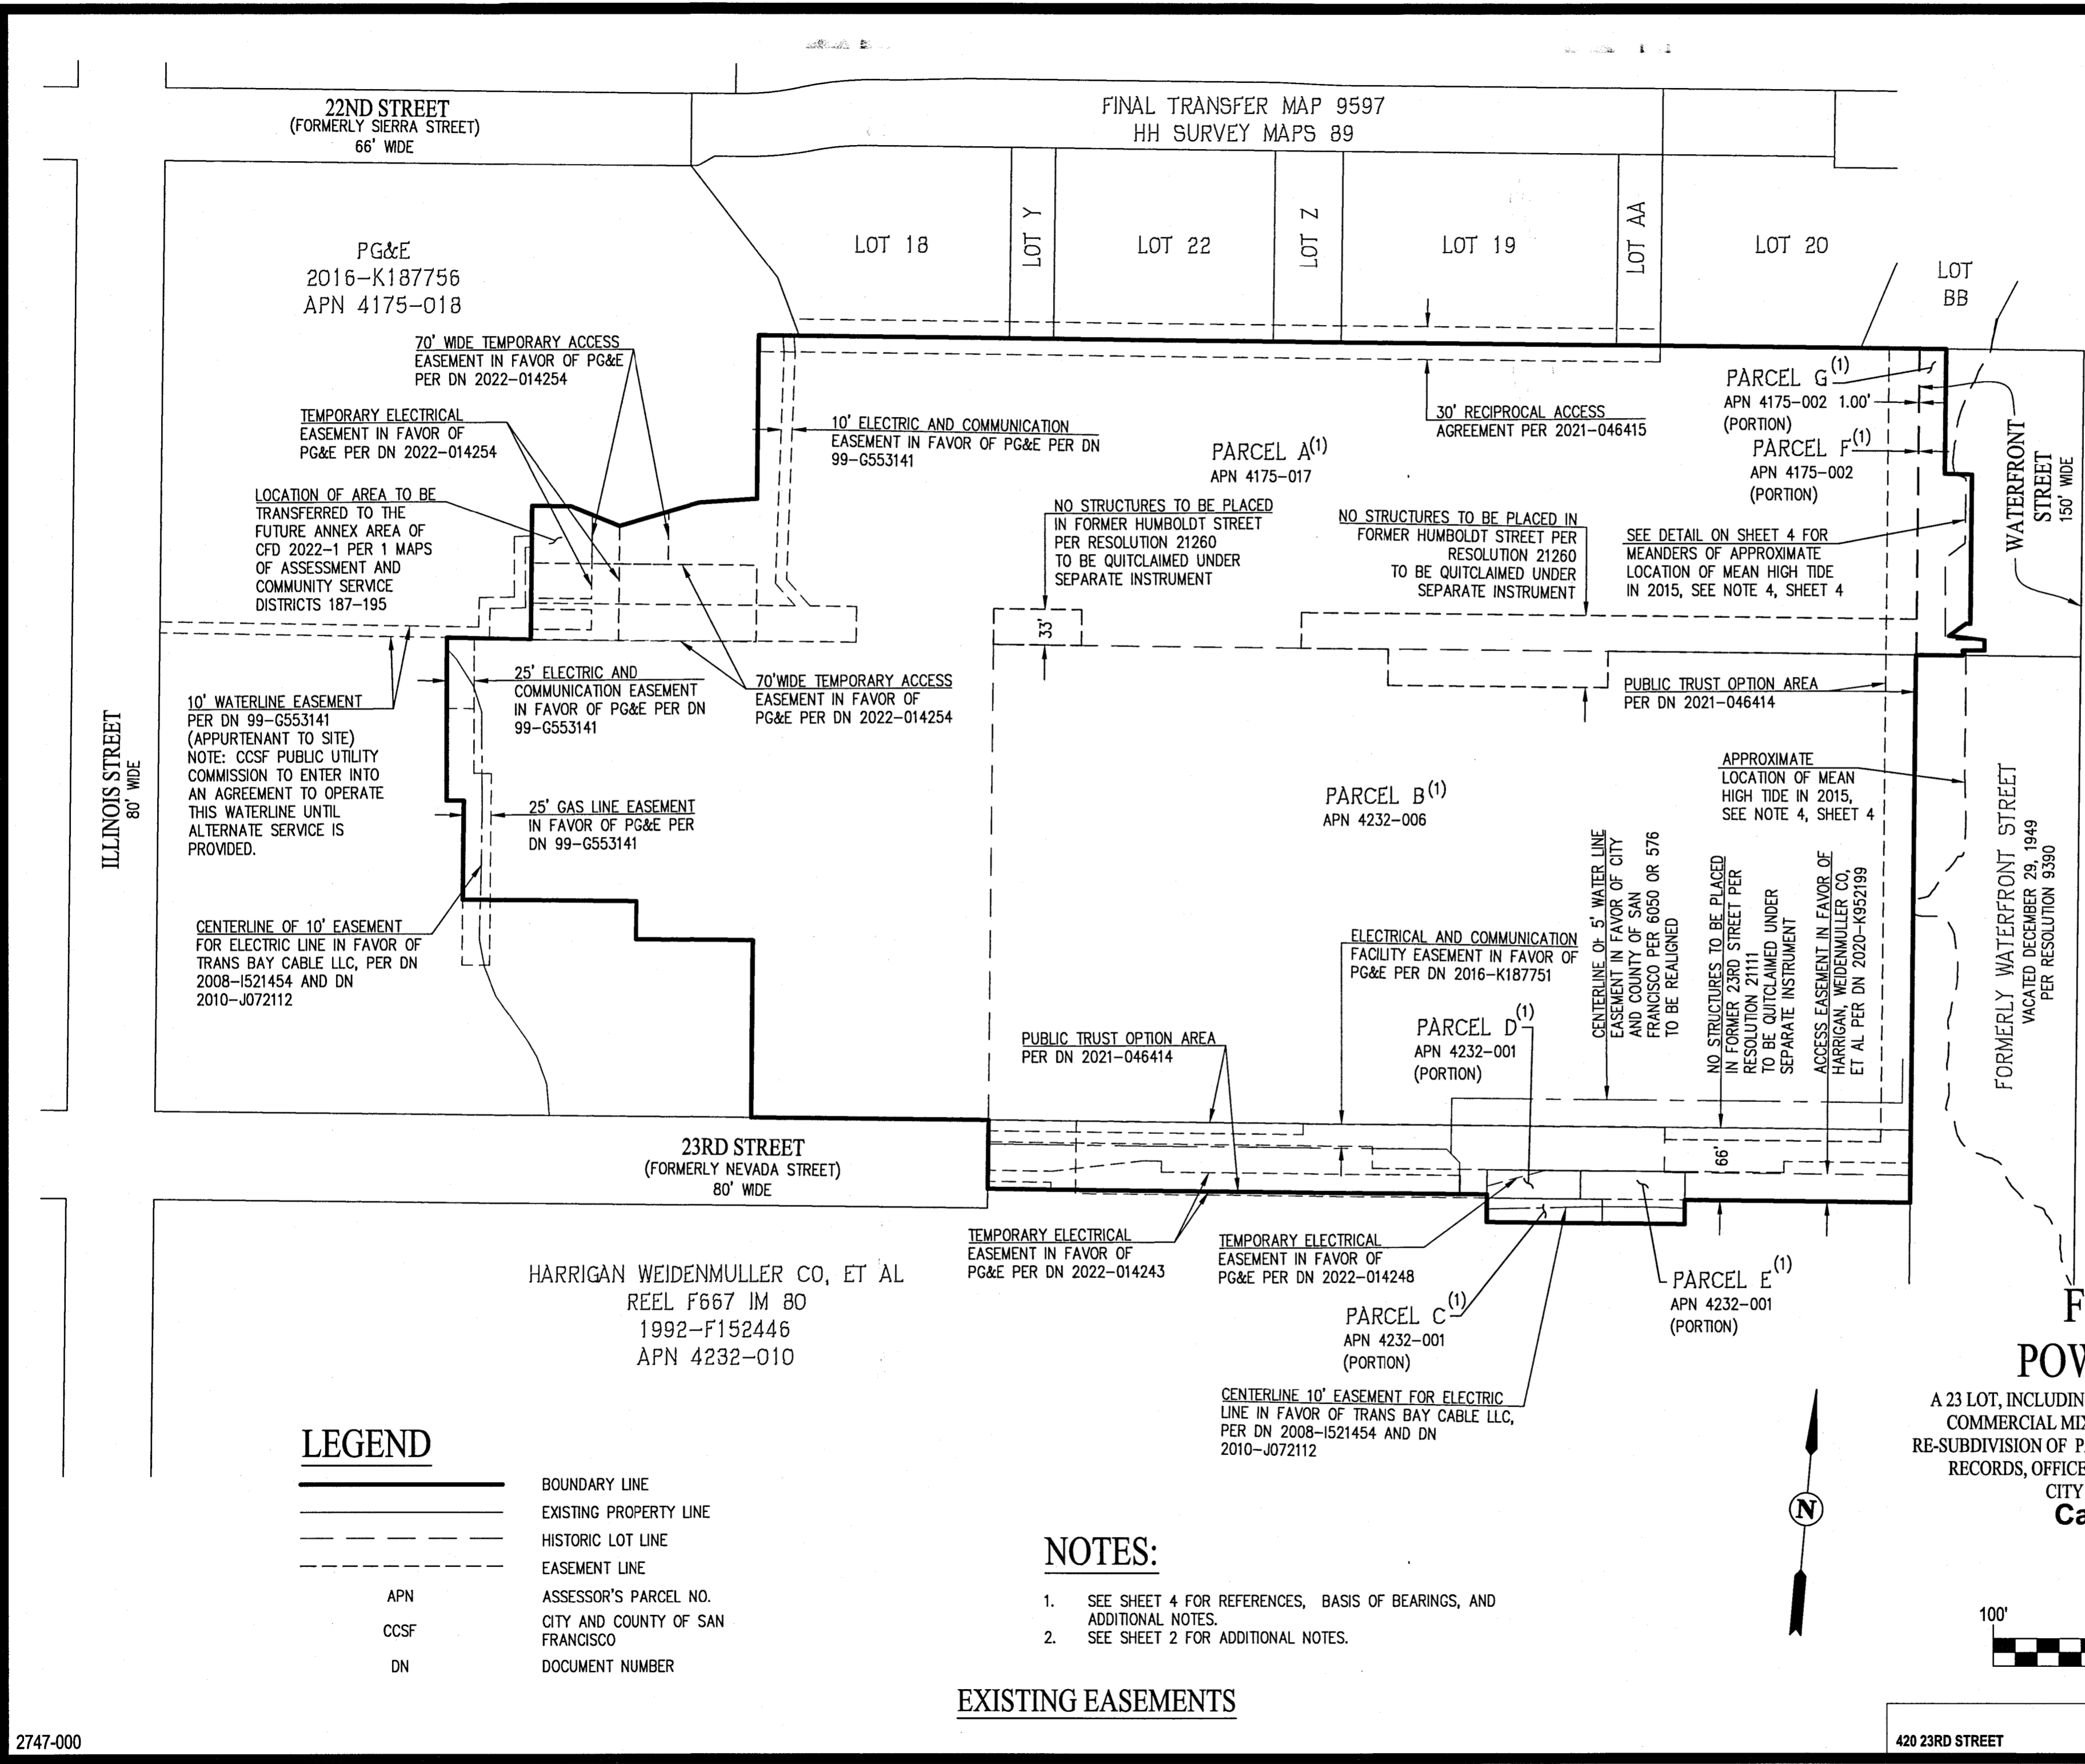 22ND STREET
(FORMERLY SIERRA STREET)
66' WIDE
FINAL TRANSFER MAP 9597
HH SURVEY MAPS 89
PG&E
2016-K187756
APN 4175-018
LOT 18
LOT Y
LOT 22
LOT Z
LOT 19
LOT AA
LOT 20
LOT
BB
70' WIDE TEMPORARY ACCESS
EASEMENT IN FAVOR OF PG&E
PER DN 2022-014254
TEMPORARY ELECTRICAL
EASEMENT IN FAVOR OF
PG&E PER DN 2022-014254
LOCATION OF AREA TO BE
TRANSFERRED TO THE
FUTURE ANNEX AREA OF
CFD 2022-1 PER 1 MAPS
OF ASSESSMENT AND
COMMUNITY SERVICE
DISTRICTS 187-195
10' ELECTRIC AND COMMUNICATION
EASEMENT IN FAVOR OF PG&E PER DN
99-G553141
PARCEL A(1)
APN 4175-017
30' RECIPROCAL ACCESS
AGREEMENT PER 2021-046415
PARCEL G(1)
APN 4175-002 1.00'
(PORTION)
PARCEL F(1)
APN 4175-002
(PORTION)
WATERFRONT
STREET
150' WIDE
NO STRUCTURES TO BE PLACED
IN FORMER HUMBOLDT STREET
PER RESOLUTION 21260
TO BE QUITCLAIMED UNDER
SEPARATE INSTRUMENT
NO STRUCTURES TO BE PLACED IN
FORMER HUMBOLDT STREET PER
RESOLUTION 21260
TO BE QUITCLAIMED UNDER
SEPARATE INSTRUMENT
SEE DETAIL ON SHEET 4 FOR
MEANDERS OF APPROXIMATE
LOCATION OF MEAN HIGH TIDE
IN 2015, SEE NOTE 4, SHEET 4
33'
10' WATERLINE EASEMENT
PER DN 99-G553141
(APPURTENANT TO SITE)
NOTE: CCSF PUBLIC UTILITY
COMMISSION TO ENTER INTO
AN AGREEMENT TO OPERATE
THIS WATERLINE UNTIL
ALTERNATE SERVICE IS
PROVIDED.
25' ELECTRIC AND
COMMUNICATION EASEMENT
IN FAVOR OF PG&E PER DN
99-G553141
70'WIDE TEMPORARY ACCESS
EASEMENT IN FAVOR OF
PG&E PER DN 2022-014254
PUBLIC TRUST OPTION AREA
PER DN 2021-046414
ILLINOIS STREET
80' WIDE
25' GAS LINE EASEMENT
IN FAVOR OF PG&E PER
DN 99-G553141
PARCEL B(1)
APN 4232-006
APPROXIMATE
LOCATION OF MEAN
HIGH TIDE IN 2015,
SEE NOTE 4, SHEET 4
FORMERLY WATERFRONT STREET
VACATED DECEMBER 29, 1949
PER RESOLUTION 9390
CENTERLINE OF 10' EASEMENT
FOR ELECTRIC LINE IN FAVOR OF
TRANS BAY CABLE LLC, PER DN
2008-I521454 AND DN
2010-J072112
ELECTRICAL AND COMMUNICATION
FACILITY EASEMENT IN FAVOR OF
PG&E PER DN 2016-K187751
CENTERLINE OF 5' WATER LINE
EASEMENT IN FAVOR OF CITY
AND COUNTY OF SAN
FRANCISCO PER 6050 OR 576
TO BE REALIGNED
NO STRUCTURES TO BE PLACED
IN FORMER 23RD STREET PER
RESOLUTION 21111
TO BE QUITCLAIMED UNDER
SEPARATE INSTRUMENT
ACCESS EASEMENT IN FAVOR OF
HARRIGAN, WEIDENMULLER CO,
ET AL PER DN 2020-K952199
PUBLIC TRUST OPTION AREA
PER DN 2021-046414
PARCEL D(1)
APN 4232-001
(PORTION)
23RD STREET
(FORMERLY NEVADA STREET)
80' WIDE
66'
TEMPORARY ELECTRICAL
EASEMENT IN FAVOR OF
PG&E PER DN 2022-014243
TEMPORARY ELECTRICAL
EASEMENT IN FAVOR OF
PG&E PER DN 2022-014248
PARCEL C(1)
APN 4232-001
(PORTION)
PARCEL E(1)
APN 4232-001
(PORTION)
HARRIGAN WEIDENMULLER CO, ET AL
REEL F667 IM 80
1992-F152446
APN 4232-010
CENTERLINE 10' EASEMENT FOR ELECTRIC
LINE IN FAVOR OF TRANS BAY CABLE LLC,
PER DN 2008-I521454 AND DN
2010-J072112
F
POW
A 23 LOT, INCLUDIN
COMMERCIAL MI
RE-SUBDIVISION OF P
RECORDS, OFFICE
CITY
Ca
LEGEND
BOUNDARY LINE
EXISTING PROPERTY LINE
HISTORIC LOT LINE
EASEMENT LINE
APN ASSESSOR'S PARCEL NO.
CCSF CITY AND COUNTY OF SAN
FRANCISCO
DN DOCUMENT NUMBER
NOTES:
1. SEE SHEET 4 FOR REFERENCES, BASIS OF BEARINGS, AND
ADDITIONAL NOTES.
2. SEE SHEET 2 FOR ADDITIONAL NOTES.
N
100'
EXISTING EASEMENTS
2747-000
420 23RD STREET